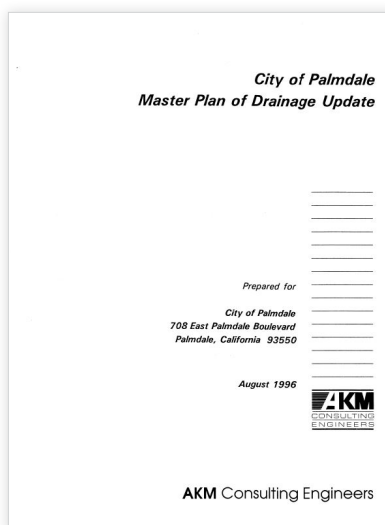 City of Palmdale
Master Plan of Drainage Update
Prepared for
City of Palmdale
708 East Palmdale Boulevard
Palmdale, California 93550
August 1996
AKM
CONSULTING
ENGINEERS
AKM Consulting Engineers